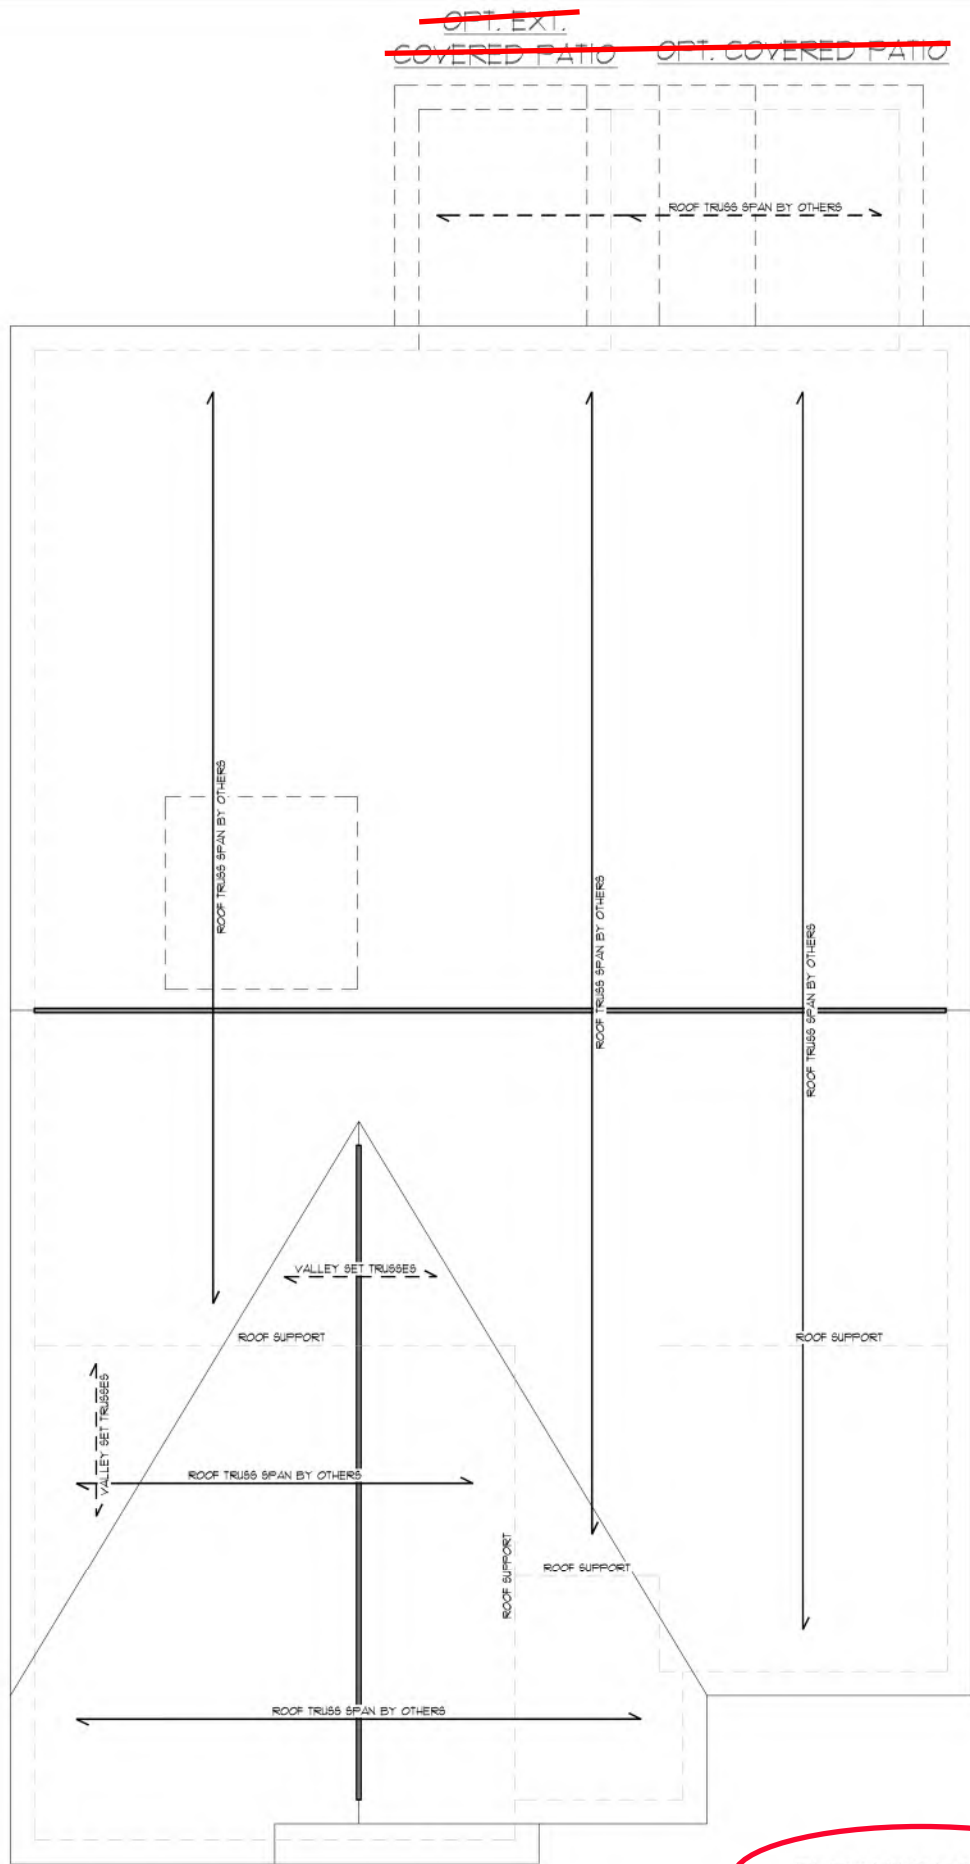 OPT. EXT.
COVERED PATIO
OPT. COVERED PATIO
ROOF TRUSS SPAN BY OTHERS
ROOF TRUSS SPAN BY OTHERS
ROOF TRUSS SPAN BY OTHERS
ROOF TRUSS SPAN BY OTHERS
VALLEY SET TRUSSES
ROOF SUPPORT
ROOF SUPPORT
VALLEY SET TRUSSES
ROOF TRUSS SPAN BY OTHERS
ROOF SUPPORT
ROOF SUPPORT
ROOF TRUSS SPAN BY OTHERS